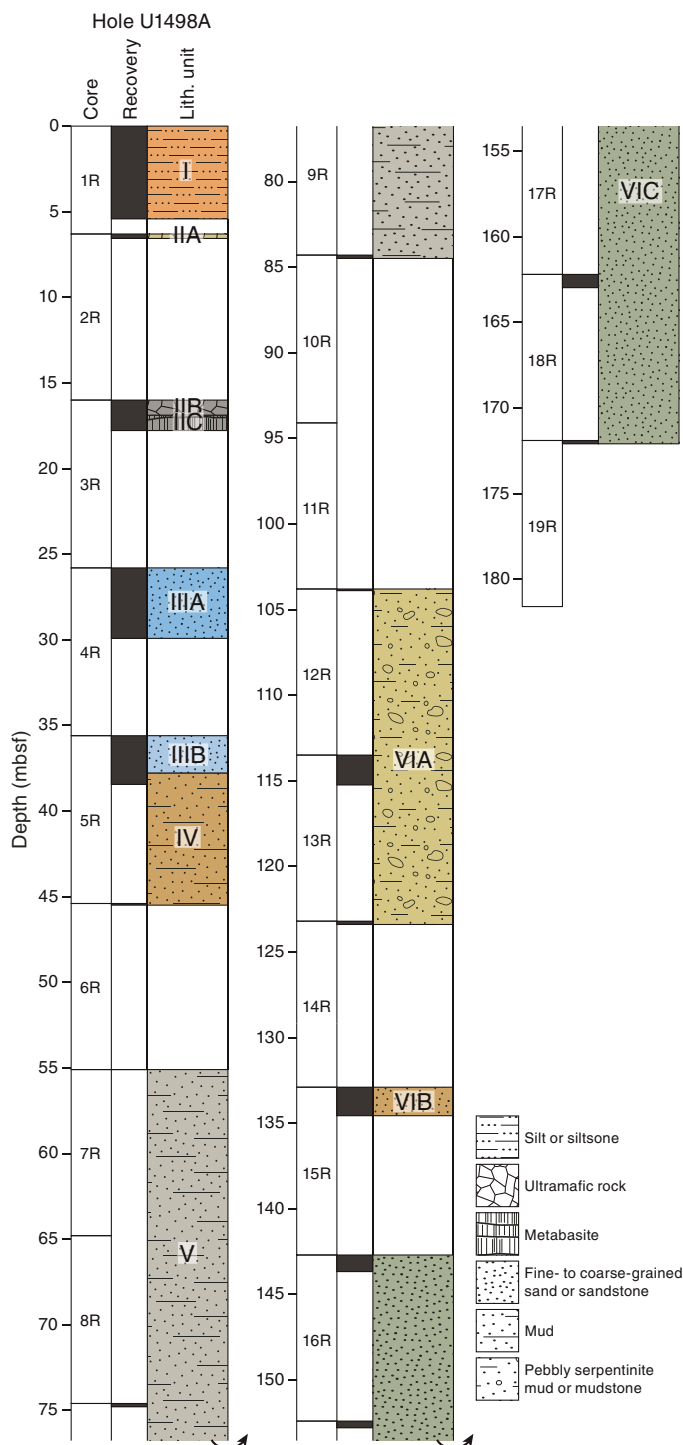 Hole U1498A
Core
Recovery
Lith. unit
Depth (mbsf)
0
5
10
15
20
25
30
35
40
45
50
55
60
65
70
75
1R
2R
3R
4R
5R
6R
7R
8R
I
IIA
IIB
IIC
IIIA
IIIB
IV
V
80
85
90
95
100
105
110
115
120
125
130
135
140
145
150
9R
10R
11R
12R
13R
14R
15R
16R
VIA
VIB
155
160
165
170
175
180
17R
18R
19R
VIC
Silt or siltsone
Ultramafic rock
Metabasite
Fine- to coarse-grained
sand or sandstone
Mud
Pebbly serpentinite
mud or mudstone